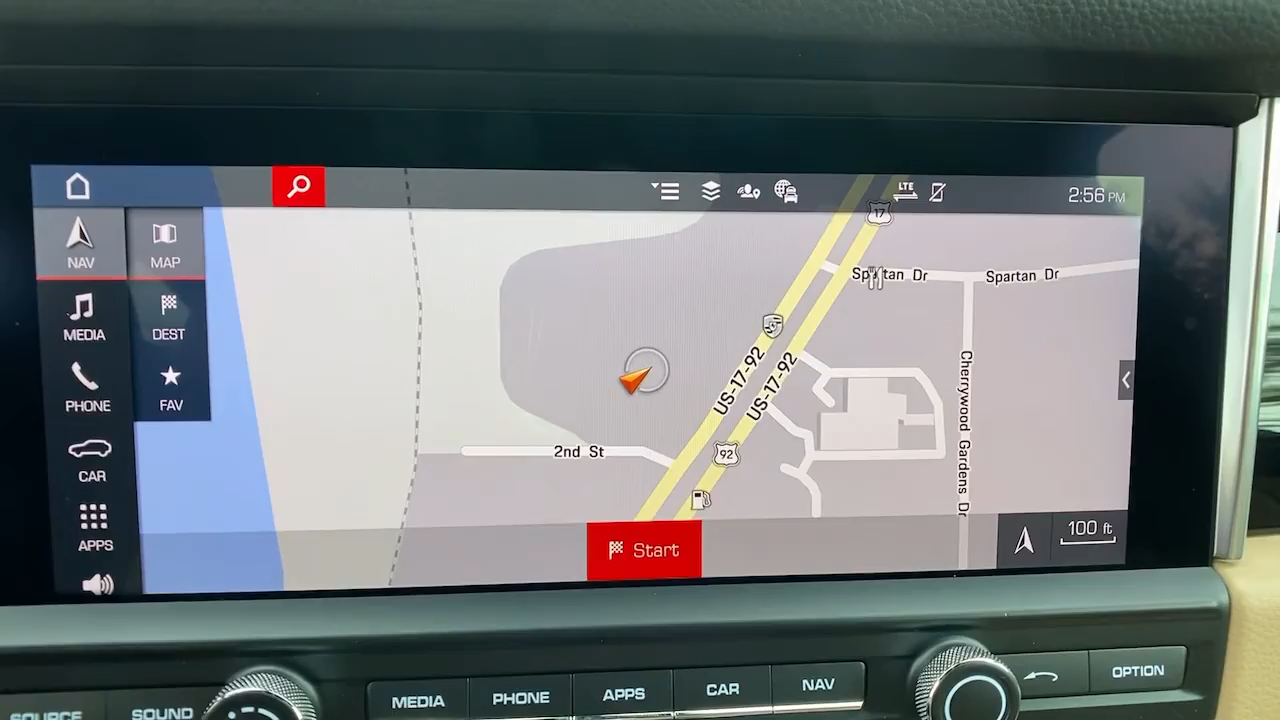 LTE
2:56 PM
17
NAV
MAP
Spartan Dr
Spartan Dr
MEDIA
DEST
US-17-92
US-17-92
Cherrywood Gardens Dr
PHONE
FAV
2nd St
92
CAR
APPS
Start
100 ft
SOURCE
SOUND
MEDIA
PHONE
APPS
CAR
NAV
OPTION